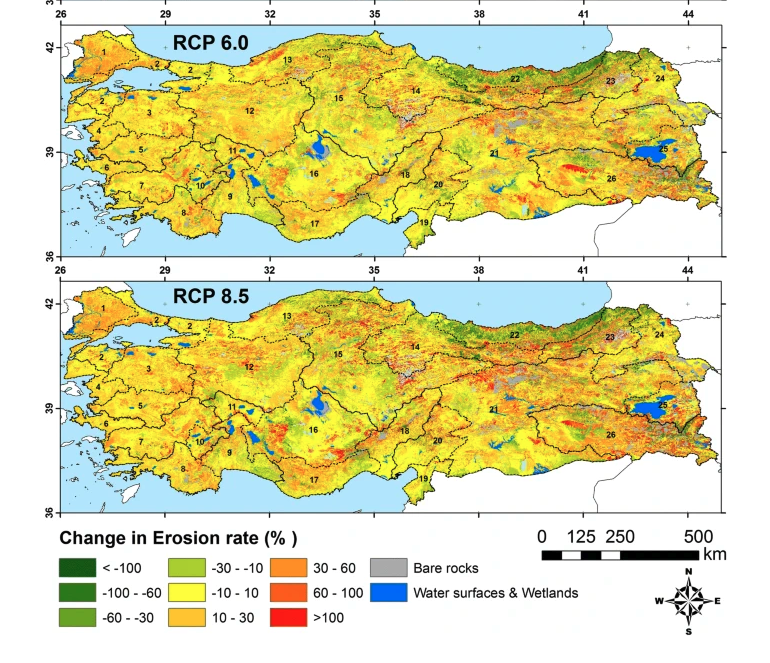 26 29 32 35 38 41 44
42
RCP 6.0
1 2 2 13 22 23 24
2 3 12 15 14
4 5 11 21 25
39
6 7 10 9 16 18 20 26
8 17 19
36
26 29 32 35 38 41 44
42
RCP 8.5
1 2 2 13 22 23 24
2 3 12 15 14
4 5 11 21 25
39
6 7 10 9 16 18 20 26
8 17 19
36
Change in Erosion rate (% )
< -100
-100 - -60
-60 - -30
-30 - -10
-10 - 10
10 - 30
30 - 60
60 - 100
>100
Bare rocks
Water surfaces & Wetlands
0 125 250 500
km
N
W E
S